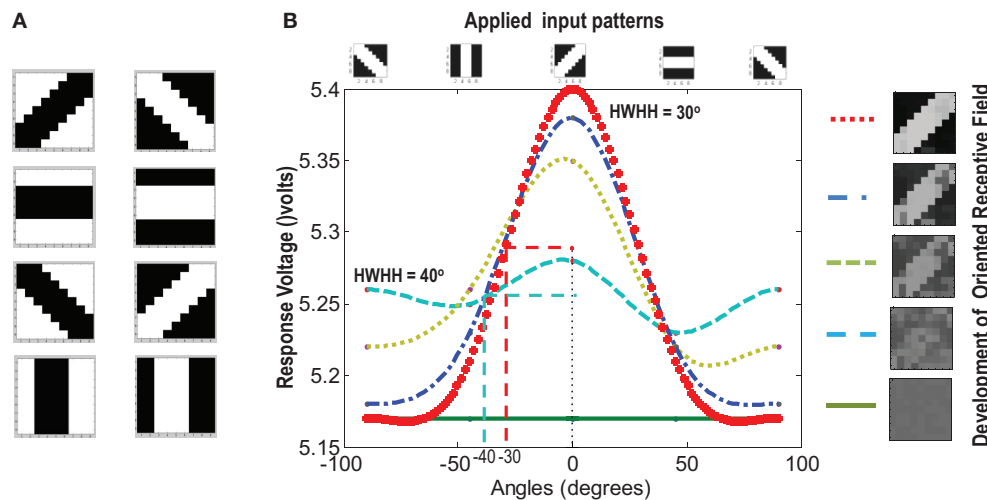 A
B
Applied input patterns
HWHH = 30°
HWHH = 40°
Response Voltage ()volts
5.4
5.35
5.3
5.25
5.2
5.15
-100
-50
-40
-30
0
50
100
Angles (degrees)
Development of Oriented Receptive Field